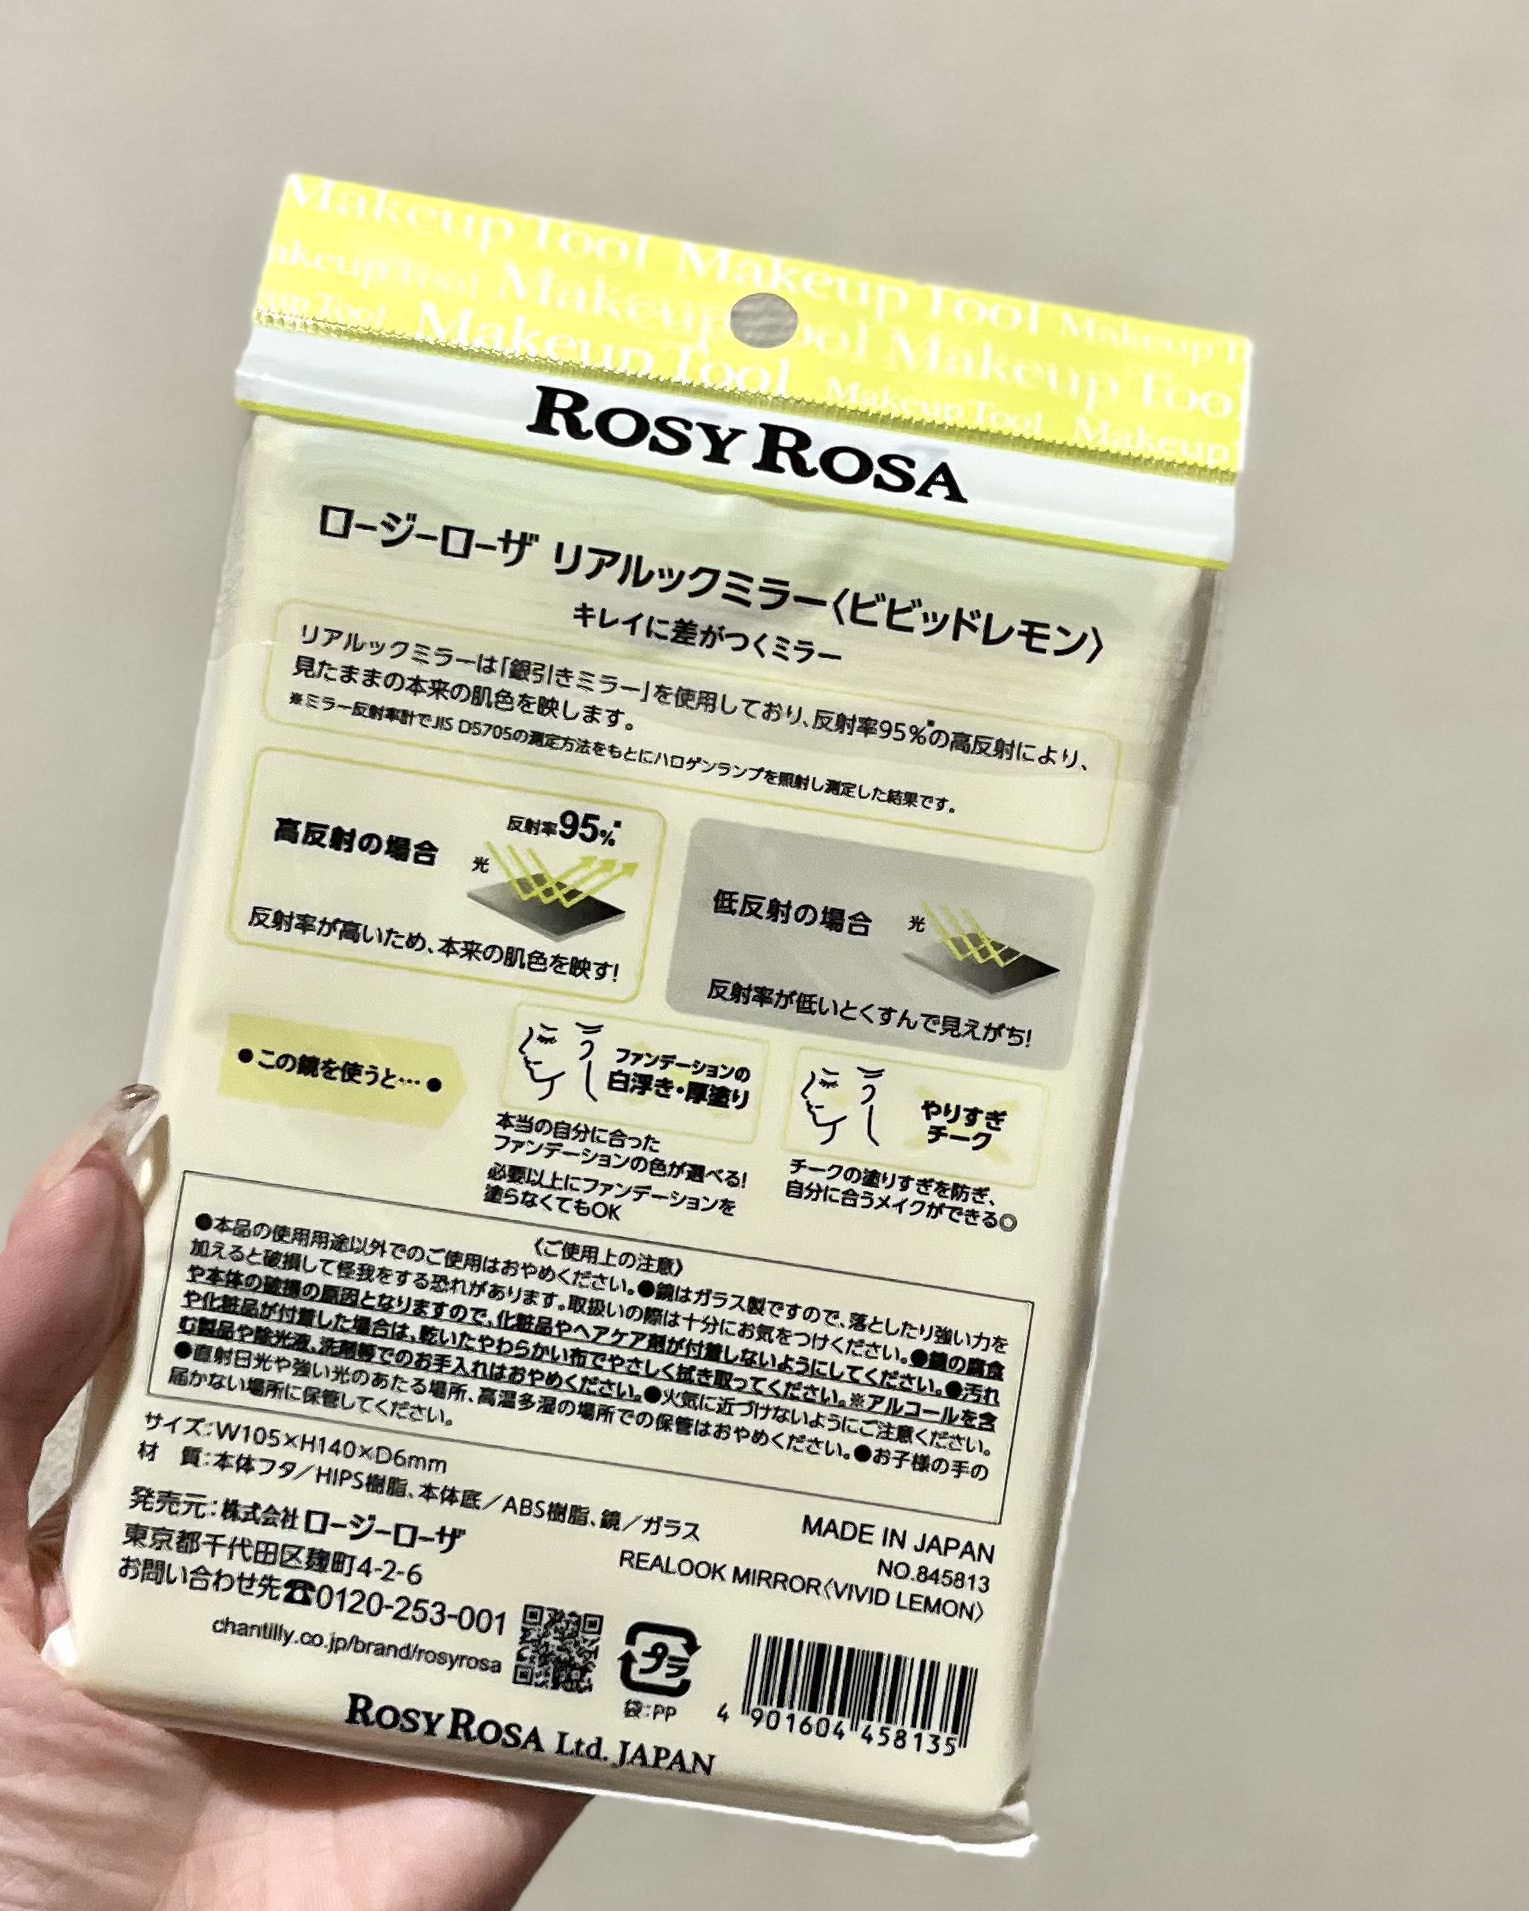 Makeup Tool Makeup Tool Makeup T
akeup Tool Makeup Tool Makeup Tool
up Tool Makeup Tool Makeup Tool Makeup
ROSY ROSA
ロージーローザ リアルックミラー〈ビビッドレモン〉
キレイに差がつくミラー
リアルックミラーは「銀引きミラー」を使用しており、反射率95%※の高反射により、
見たままの本来の肌色を映します。
※ミラー反射率計でJIS D5705の測定方法をもとにハロゲンランプを照射し測定した結果です。
高反射の場合
反射率95%※
光
反射率が高いため、本来の肌色を映す!
低反射の場合
光
反射率が低いとくすんで見えがち!
●この鏡を使うと…●
ファンデーションの
白浮き・厚塗り
本当の自分に合った
ファンデーションの色が選べる!
必要以上にファンデーションを
塗らなくてもOK
やりすぎ
チーク
チークの塗りすぎを防ぎ、
自分に合うメイクができる◎
〈ご使用上の注意〉
●本品の使用用途以外でのご使用はおやめください。●鏡はガラス製ですので、落としたり強い力を
加えると破損して怪我をする恐れがあります。取扱いの際は十分にお気をつけください。●鏡の腐食
や本体の破損の原因となりますので、化粧品やヘアケア剤が付着しないようにしてください。●汚れ
や化粧品が付着した場合は、乾いたやわらかい布でやさしく拭き取ってください。※アルコールを含
む製品や除光液、洗剤等でのお手入れはおやめください。●火気に近づけないようにご注意ください。
●直射日光や強い光のあたる場所、高温多湿の場所での保管はおやめください。●お子様の手の
届かない場所に保管してください。
サイズ:W105×H140×D6mm
材 質:本体フタ/HIPS樹脂、本体底/ABS樹脂、鏡/ガラス
発売元:株式会社ロージーローザ
東京都千代田区麹町4-2-6
お問い合わせ先☎0120-253-001
chantilly.co.jp/brand/rosyrosa
MADE IN JAPAN
NO.845813
REALOOK MIRROR〈VIVID LEMON〉
プラ
袋:PP
4 901604 458135
ROSY ROSA Ltd. JAPAN